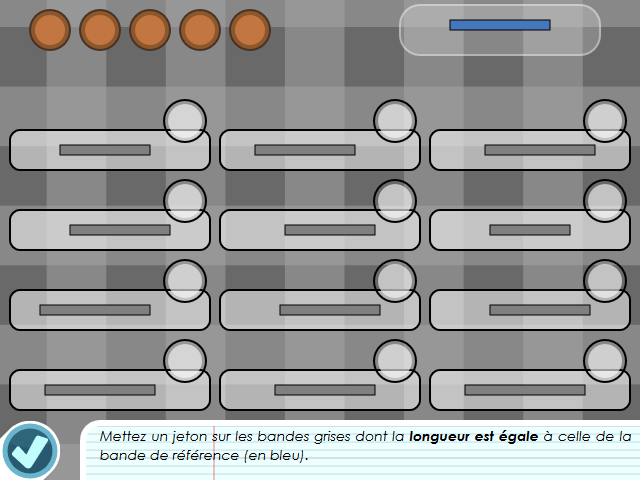 Mettez un jeton sur les bandes grises dont la longueur est égale à celle de la
bande de référence (en bleu).